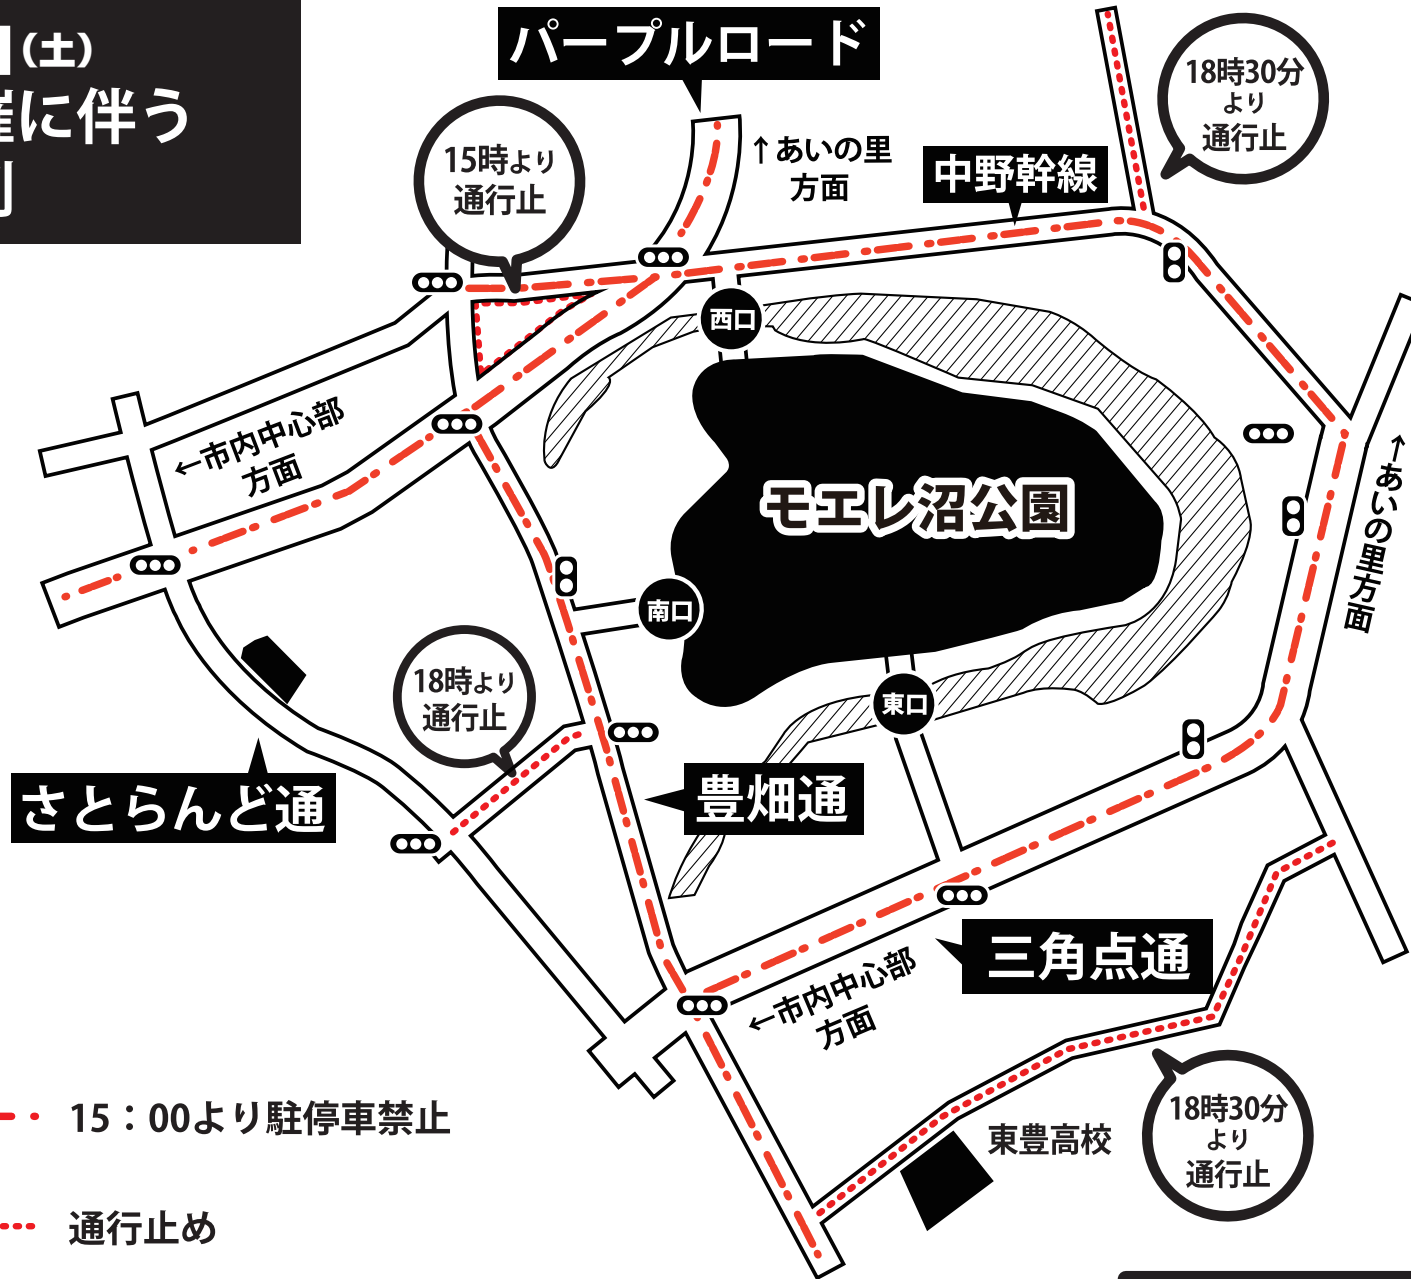 (土)
に伴う
パープルロード
15時より
通行止
↑あいの里
方面
中野幹線
18時30分
より
通行止
西口
←市内中心部
方面
モエレ沼公園
↑あいの里方面
南口
18時より
通行止
東口
さとらんど通
豊畑通
三角点通
←市内中心部
方面
15：00より駐停車禁止
東豊高校
18時30分
より
通行止
通行止め